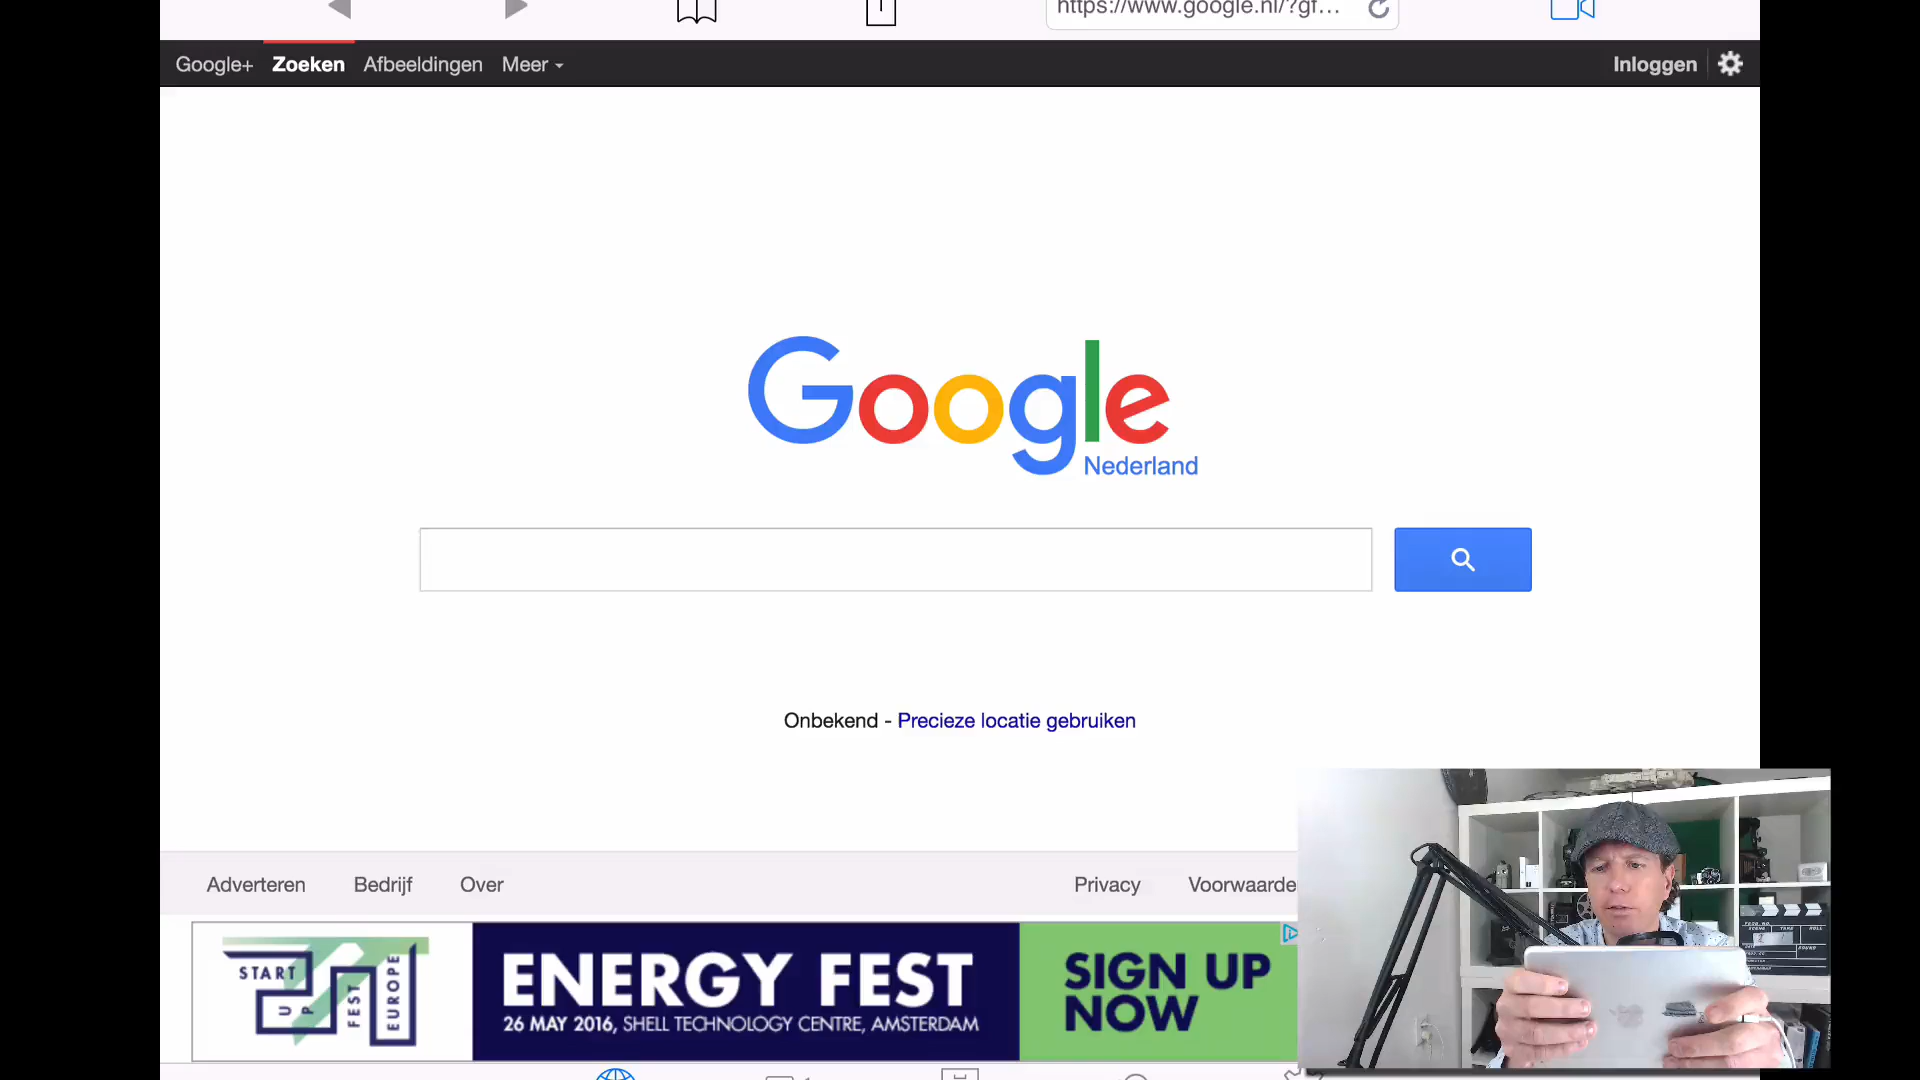 https://www.google.nl/?gf...
Google+ Zoeken Afbeeldingen Meer
Inloggen
Google
Nederland
Onbekend - Precieze locatie gebruiken
Adverteren Bedrijf Over
Privacy Voorwaarde
START UP FEST EUROPE
ENERGY FEST
26 MAY 2016, SHELL TECHNOLOGY CENTRE, AMSTERDAM
SIGN UP
NOW